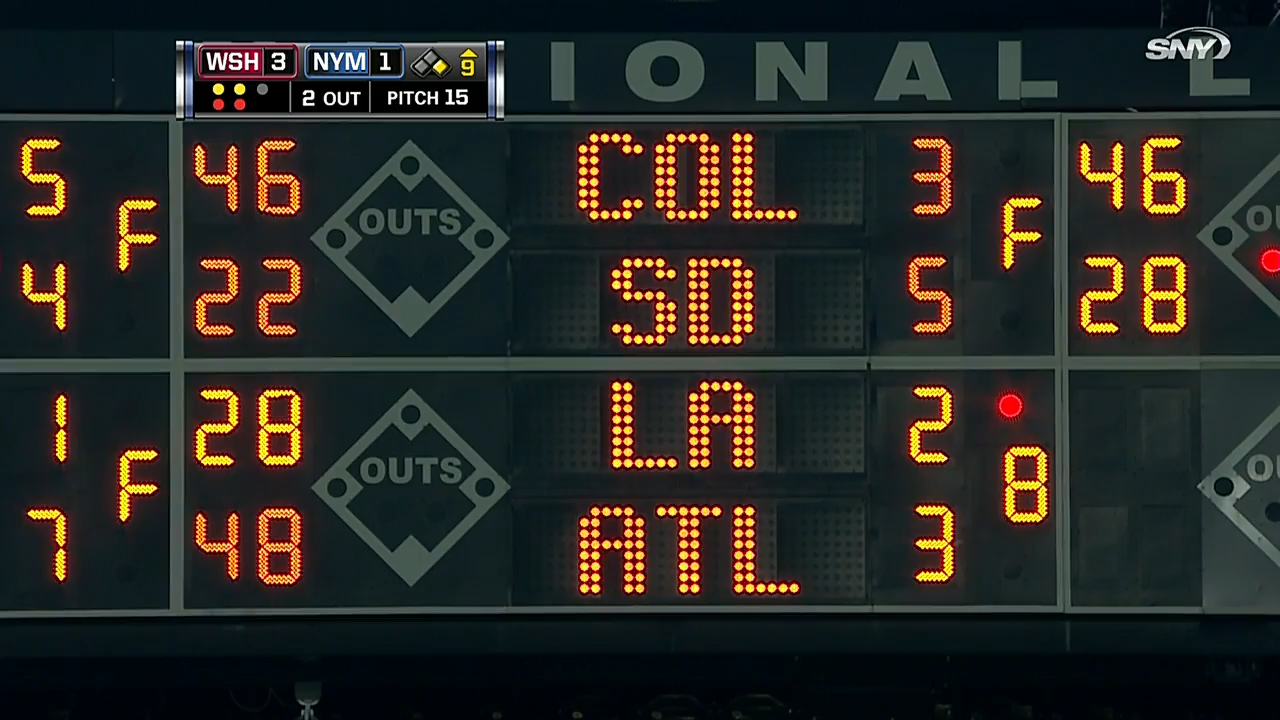 WSH 3 NYM 1 9
2 OUT PITCH 15
SNY
IONAL L
5 46 OUTS COL 3 46
F F
4 22 SD 5 28
1 28 OUTS LA 2
F 8
7 48 ATL 3